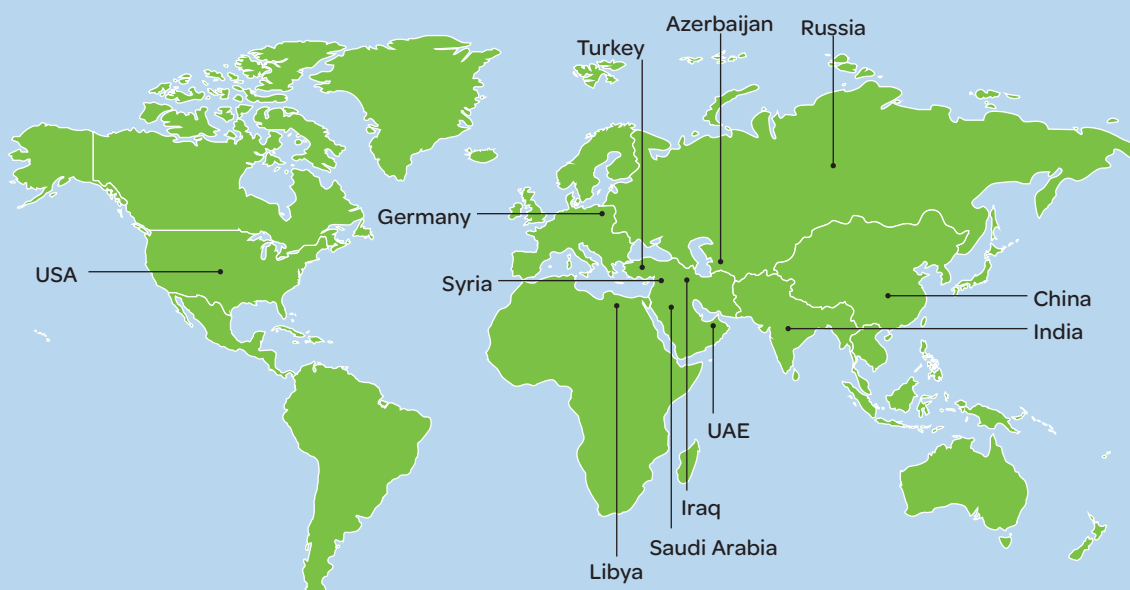 Azerbaijan
Russia
Turkey
Germany
USA
Syria
China
India
UAE
Iraq
Saudi Arabia
Libya